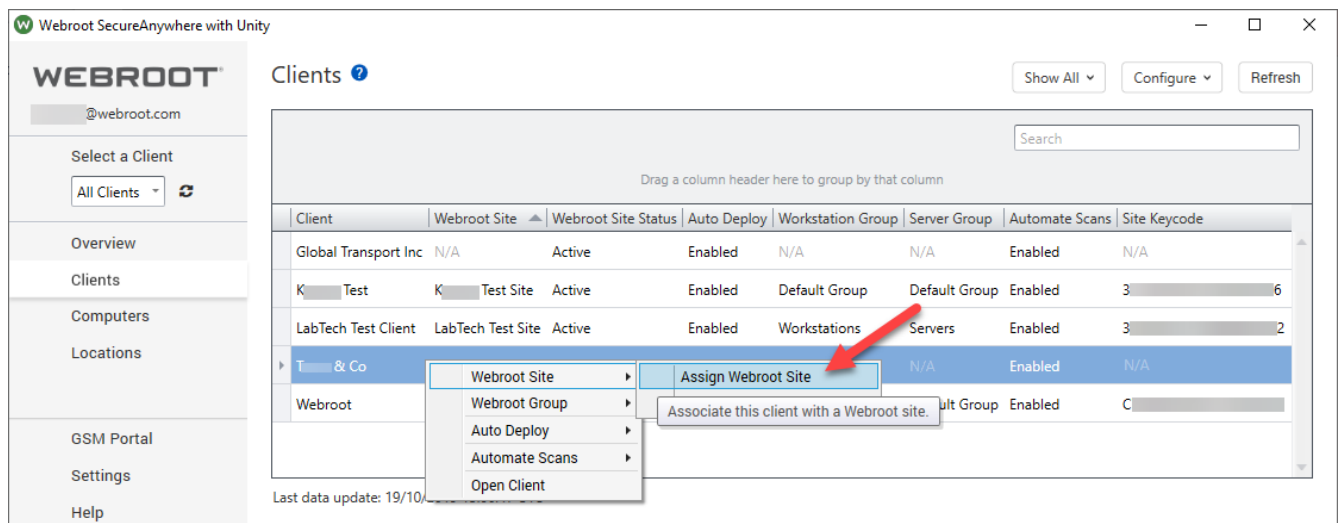 Webroot SecureAnywhere with Unity
WEBROOT
@webroot.com
Select a Client
All Clients
Overview
Clients
Computers
Locations
GSM Portal
Settings
Help
Clients ?
Show All Configure Refresh
Search
Drag a column header here to group by that column
Client Webroot Site Webroot Site Status Auto Deploy Workstation Group Server Group Automate Scans Site Keycode
Global Transport Inc N/A Active Enabled N/A N/A Enabled N/A
K Test K Test Site Active Enabled Default Group Default Group Enabled 3 6
LabTech Test Client LabTech Test Site Active Enabled Workstations Servers Enabled 3 2
T & Co N/A Enabled N/A
Webroot Group Enabled C
Webroot Site
Webroot Group
Auto Deploy
Automate Scans
Open Client
Assign Webroot Site
Associate this client with a Webroot site.
Last data update: 19/10/